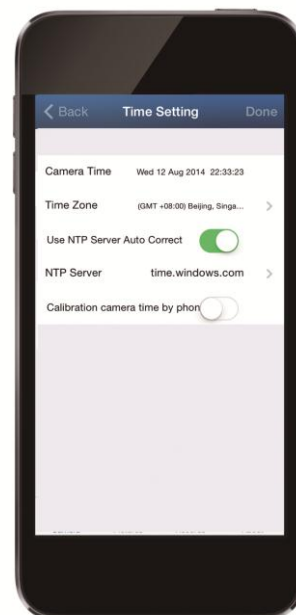 Back Time Setting Done
Camera Time Wed 12 Aug 2014 22:33:23
Time Zone (GMT +08:00) Beijing, Singa...
Use NTP Server Auto Correct
NTP Server time.windows.com
Calibration camera time by phon